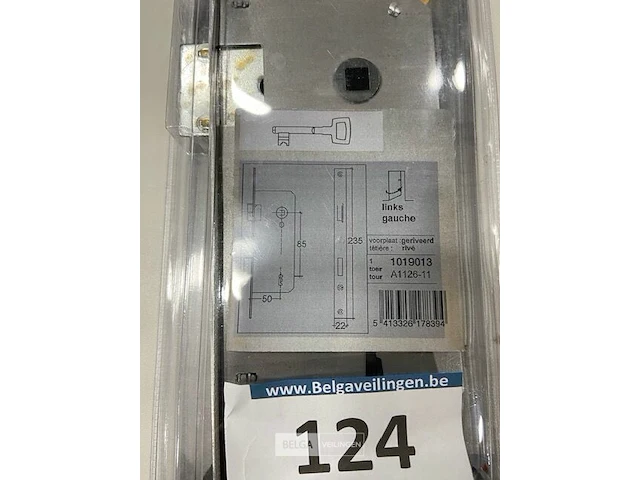 links
gauche
voorplaat :geriveerd
têtière : rivé
1 1019013
toer
tour A1126-11
235
85
50
22
5 413326 178394
www.Belgaveilingen.be
124
BELGA VEILINGEN